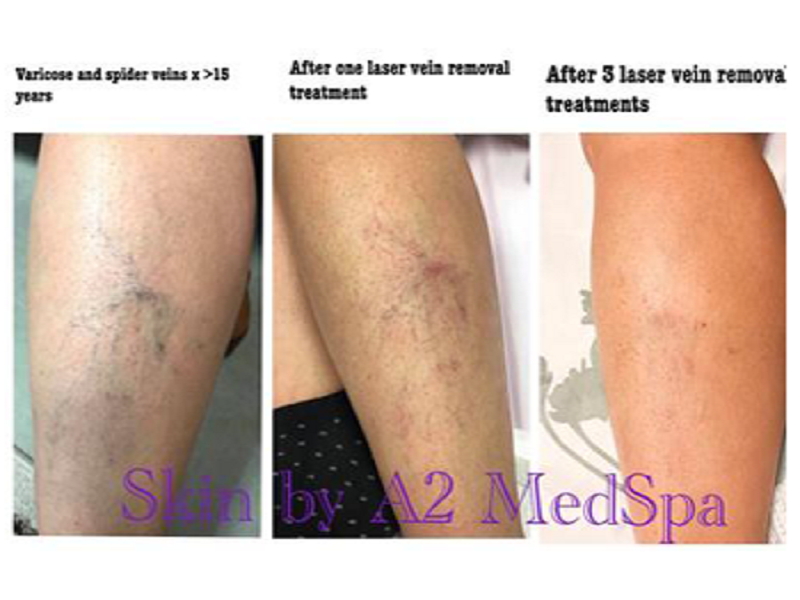 Varicose and spider veins x >15
years
After one laser vein removal
treatment
After 3 laser vein removal
treatments
Skin by A2 MedSpa